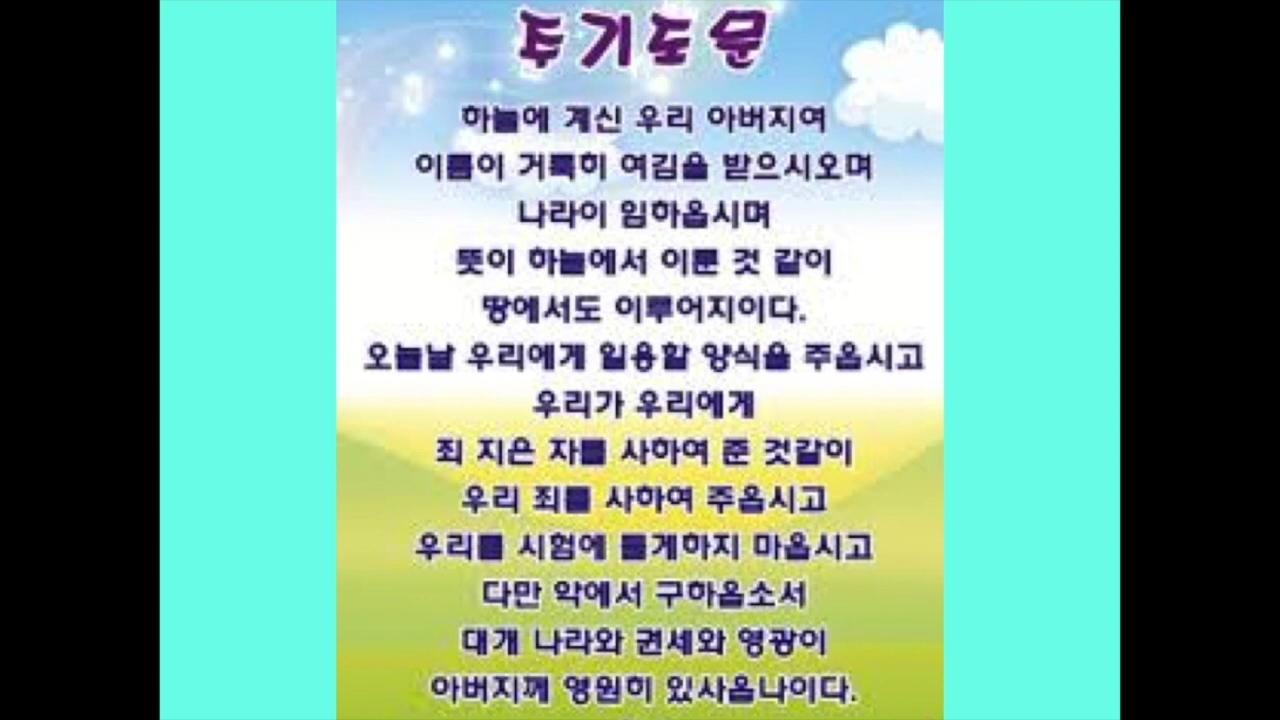 주기도문
하늘에 계신 우리 아버지여
이름이 거룩히 여김을 받으시오며
나라이 임하옵시며
뜻이 하늘에서 이룬 것 같이
땅에서도 이루어지이다.
오늘날 우리에게 일용할 양식을 주옵시고
우리가 우리에게
죄 지은 자를 사하여 준 것같이
우리 죄를 사하여 주옵시고
우리를 시험에 들게하지 마옵시고
다만 악에서 구하옵소서
대개 나라와 권세와 영광이
아버지께 영원히 있사옵나이다.